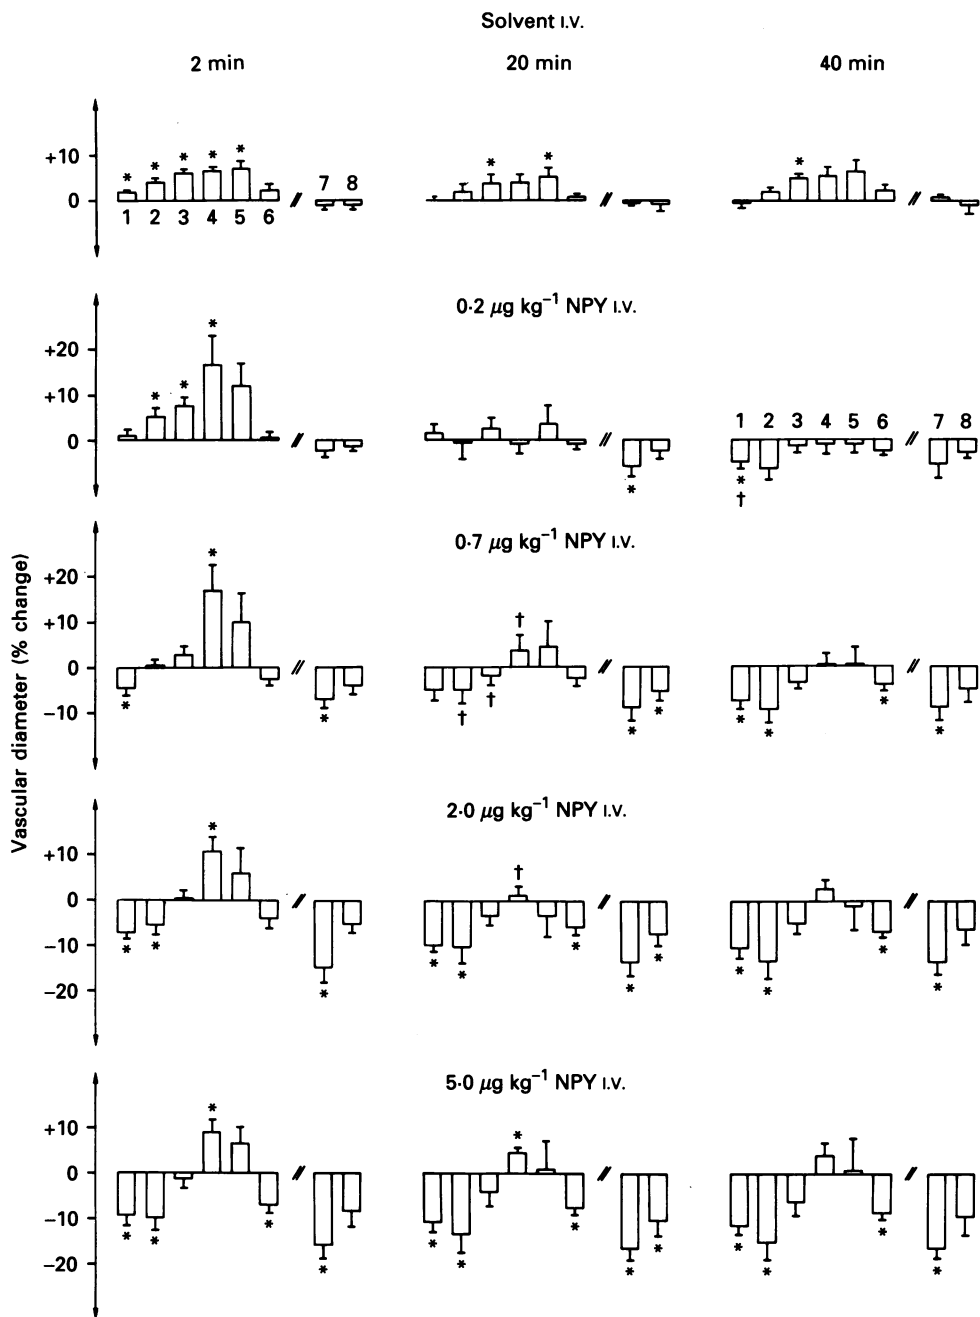 Solvent I.V.
2 min 20 min 40 min
* * * * * * * *
+10
7 8
0
1 2 3 4 5 6
0·2 µg kg⁻¹ NPY I.V.
*
+20
* *
+10
1 2 3 4 5 6 7 8
0
* *
†
0·7 µg kg⁻¹ NPY I.V.
*
+20
+10
†
0
* * † † * * * * * *
−10
Vascular diameter (% change)
2·0 µg kg⁻¹ NPY I.V.
*
+10
†
0
−10
* * * * * * * * * * * *
−20
5·0 µg kg⁻¹ NPY I.V.
* *
+10
0
−10
* * * * * * * * * * * * *
−20